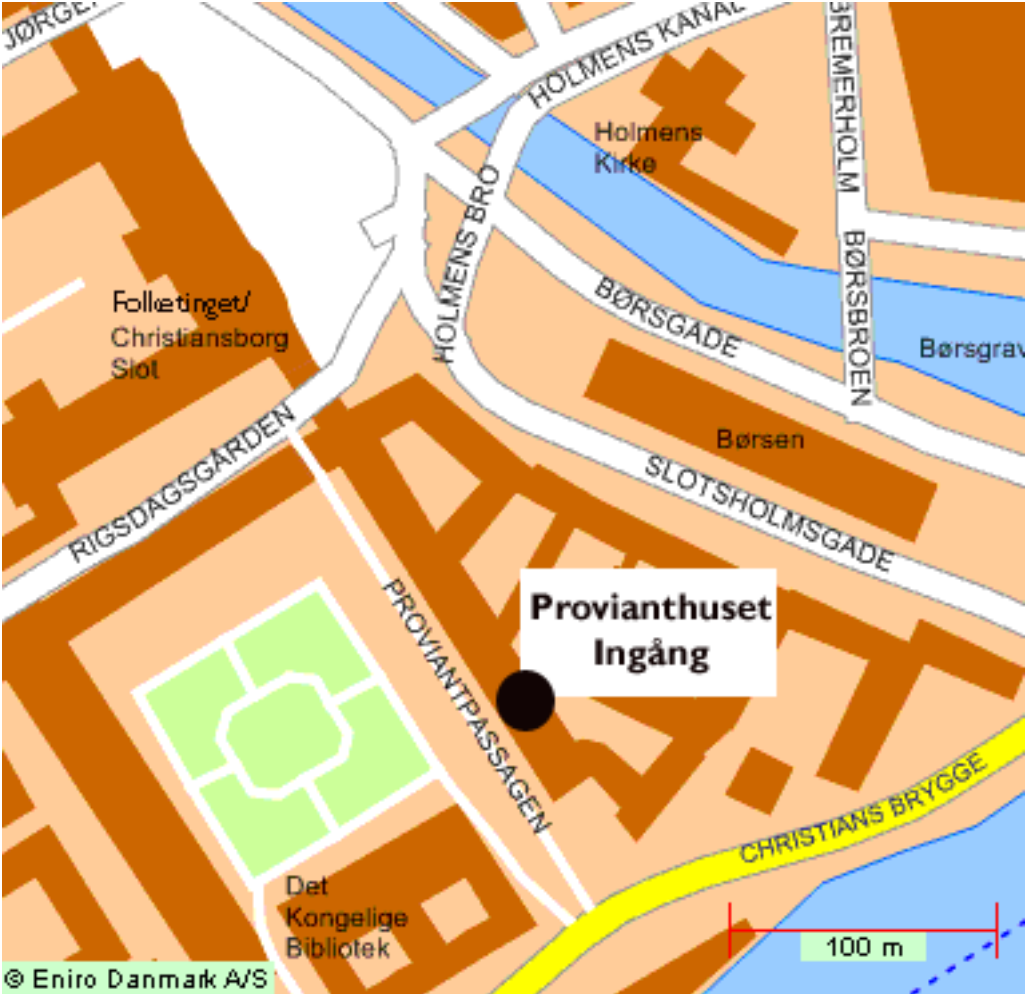 JØRGE
HOLMENS KANAL
BREMERHOLM
Holmens
Kirke
HOLMENS BRO
BØRSGADE
BØRSBROEN
Folketinget/
Christiansborg
Slot
Børsgrav
RIGSDAGSGÅRDEN
Børsen
SLOTSHOLMSGADE
PROVIANTPASSAGEN
Provianthuset
Ingång
CHRISTIANS BRYGGE
Det
Kongelige
Bibliotek
100 m
© Eniro Danmark A/S